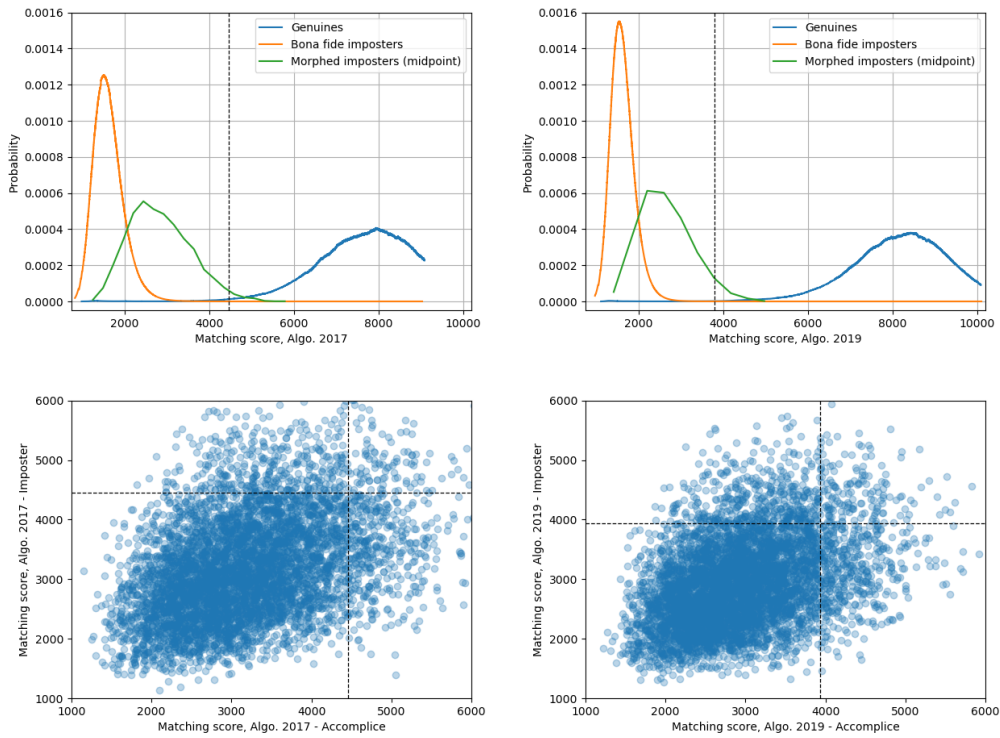 Genuines
Bona fide imposters
Morphed imposters (midpoint)
0.0016
0.0014
0.0012
0.0010
0.0008
0.0006
0.0004
0.0002
0.0000
Probability
2000 4000 6000 8000 10000
Matching score, Algo. 2017
Genuines
Bona fide imposters
Morphed imposters (midpoint)
0.0016
0.0014
0.0012
0.0010
0.0008
0.0006
0.0004
0.0002
0.0000
Probability
2000 4000 6000 8000 10000
Matching score, Algo. 2019
6000
5000
4000
3000
2000
1000
Matching score, Algo. 2017 - Imposter
1000 2000 3000 4000 5000 6000
Matching score, Algo. 2017 - Accomplice
6000
5000
4000
3000
2000
1000
Matching score, Algo. 2019 - Imposter
1000 2000 3000 4000 5000 6000
Matching score, Algo. 2019 - Accomplice